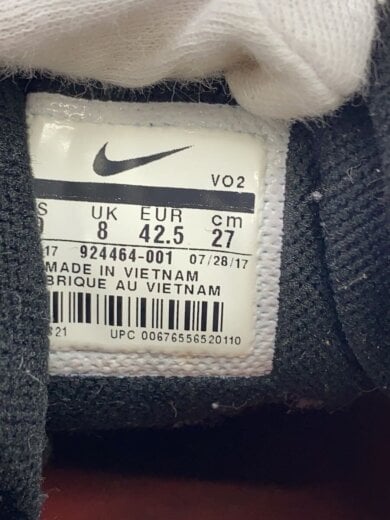 VO2
S UK EUR cm
8 42.5 27
17 924464-001 07/28/17
MADE IN VIETNAM
BRIQUE AU VIETNAM
21 UPC 00676556520110